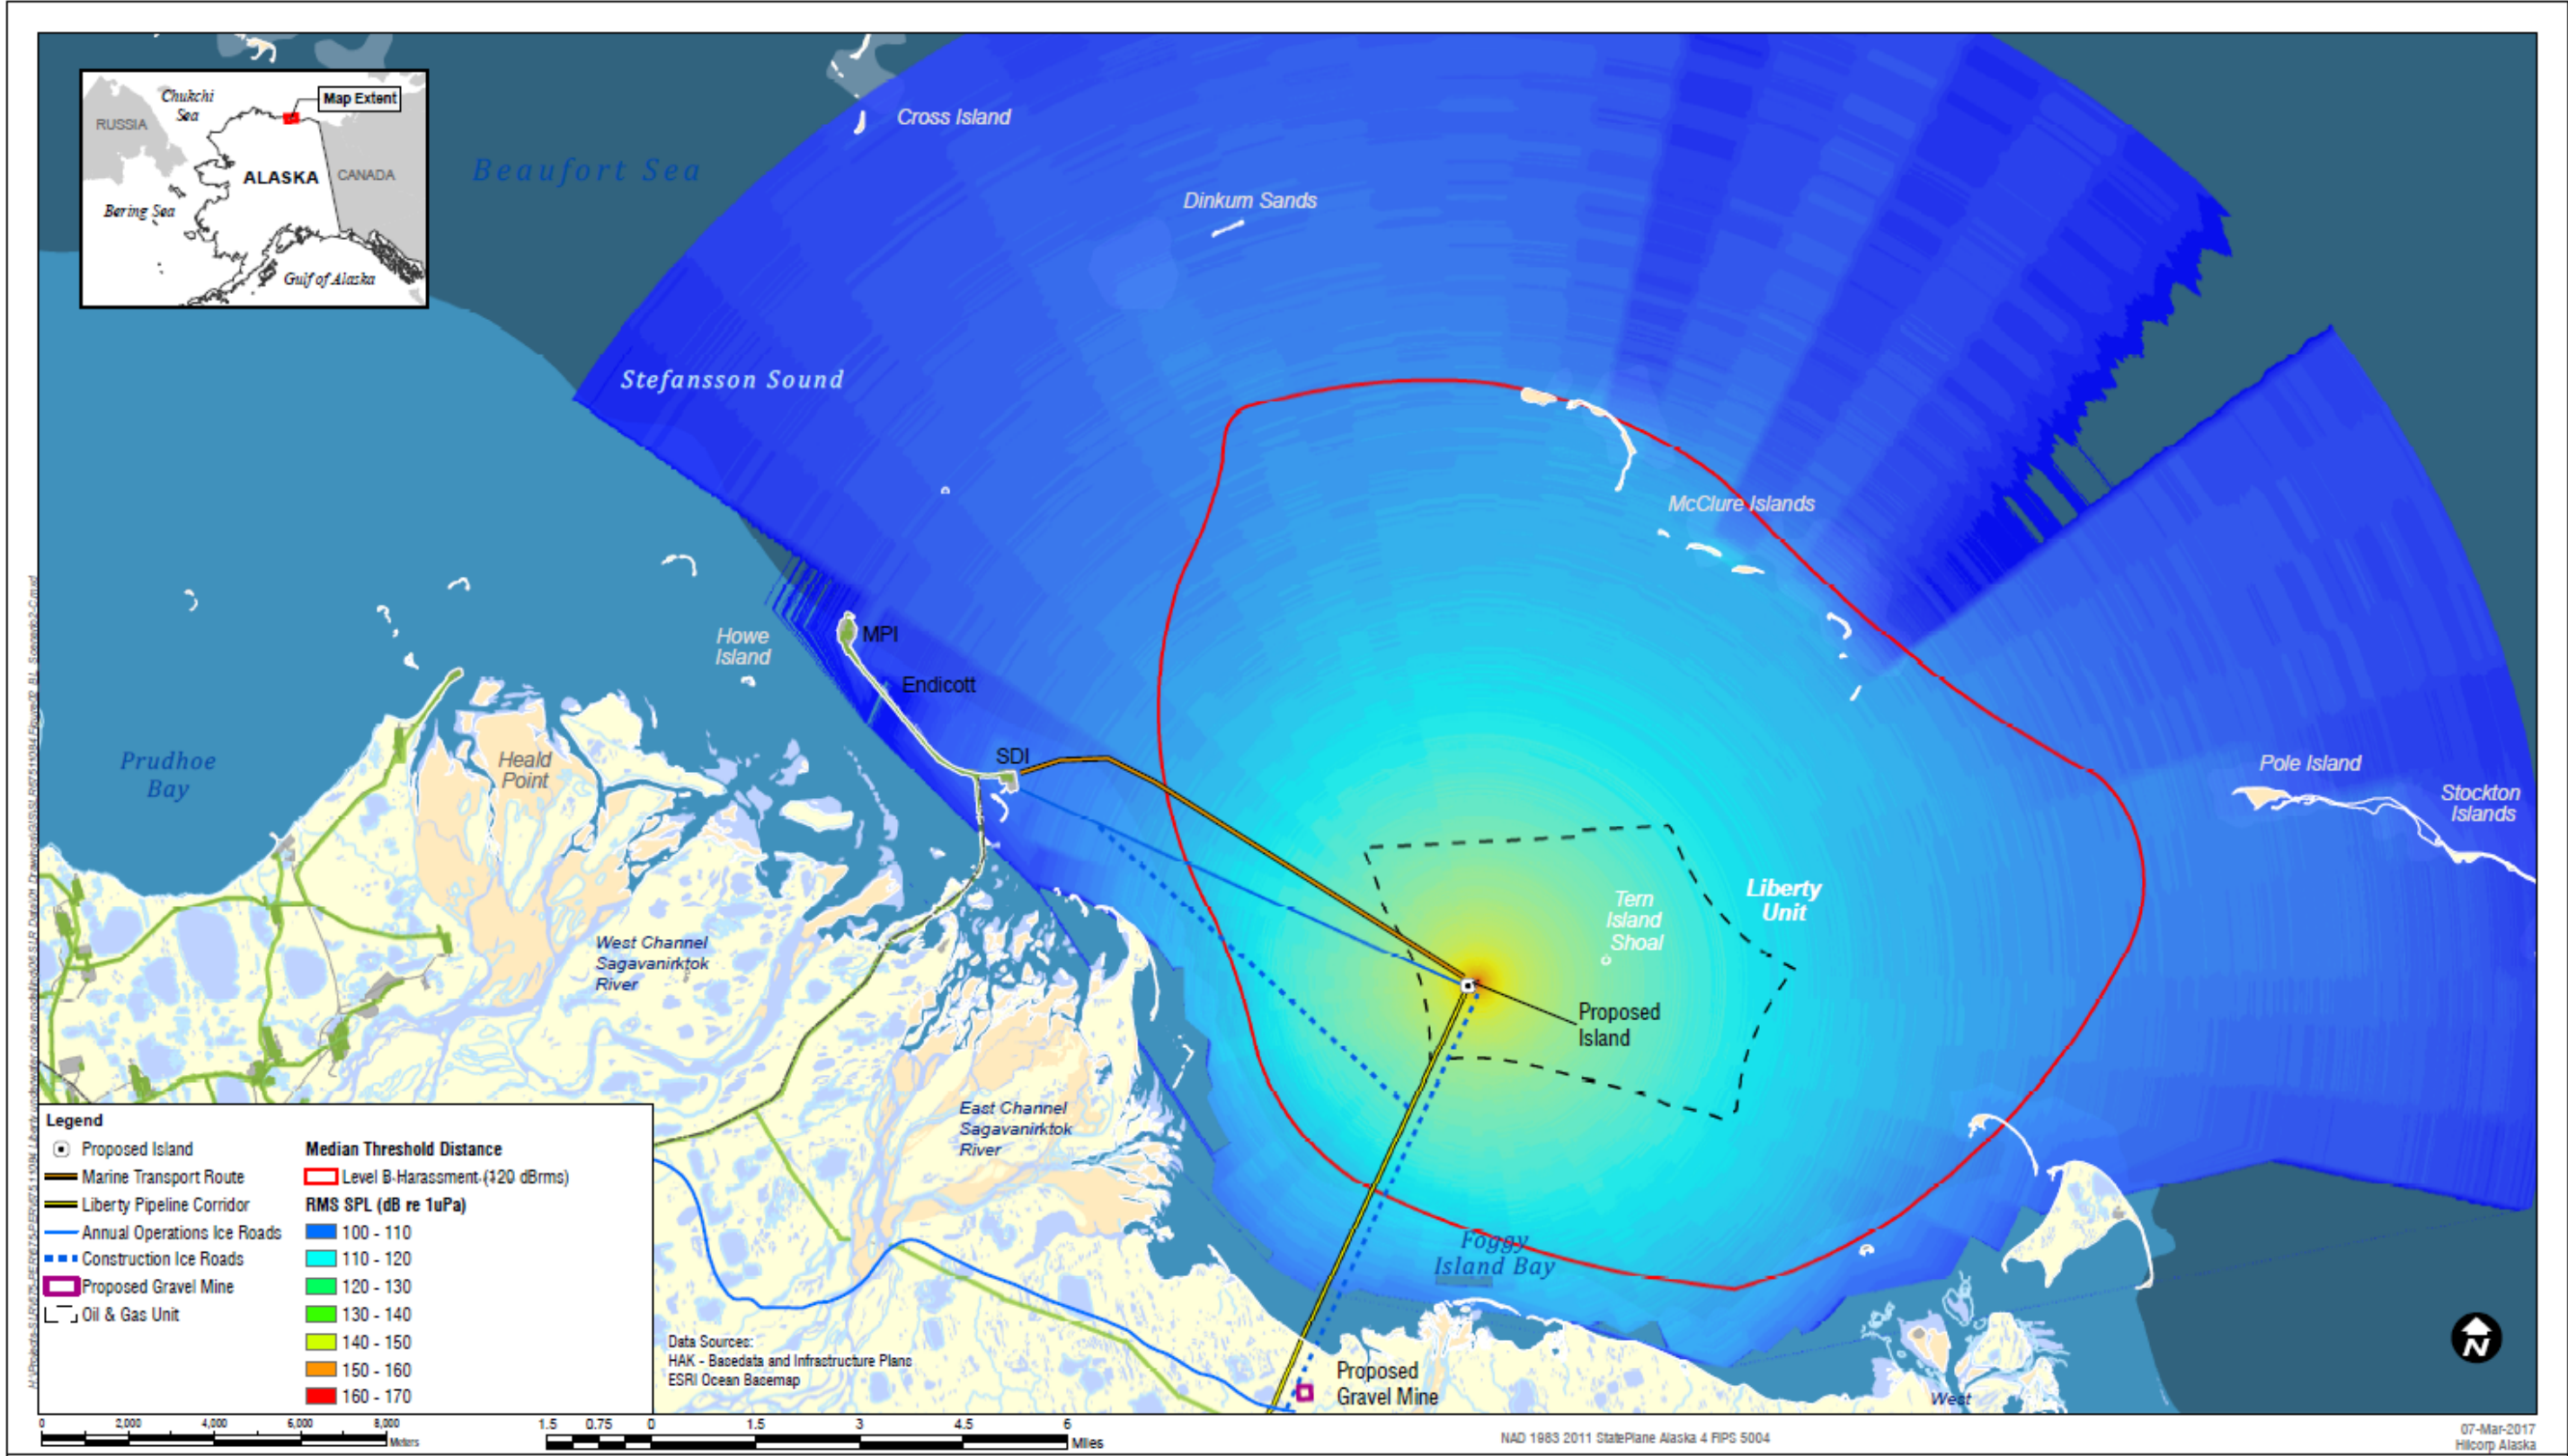 Chukchi
Sea
Map Extent
RUSSIA
ALASKA
CANADA
Bering Sea
Gulf of Alaska
Beaufort Sea
Cross Island
Dinkum Sands
Stefansson Sound
McClure Islands
Howe
Island
MPI
Endicott
SDI
Prudhoe
Bay
Heald
Point
Pole Island
Stockton
Islands
Liberty
Unit
Tern
Island
Shoal
West Channel
Sagavanirktok
River
Proposed
Island
East Channel
Sagavanirktok
River
Foggy
Island Bay
Proposed
Gravel Mine
West
Legend
Proposed Island
Marine Transport Route
Liberty Pipeline Corridor
Annual Operations Ice Roads
Construction Ice Roads
Proposed Gravel Mine
Oil & Gas Unit
Median Threshold Distance
Level B Harassment (120 dBrms)
RMS SPL (dB re 1uPa)
100 - 110
110 - 120
120 - 130
130 - 140
140 - 150
150 - 160
160 - 170
Data Sources:
HAK - Basedata and Infrastructure Plans
ESRI Ocean Basemap
0 2,000 4,000 6,000 8,000
Meters
1.5 0.75 0 1.5 3 4.5 6
Miles
NAD 1983 2011 StatePlane Alaska 4 FIPS 5004
07-Mar-2017
Hilcorp Alaska
N